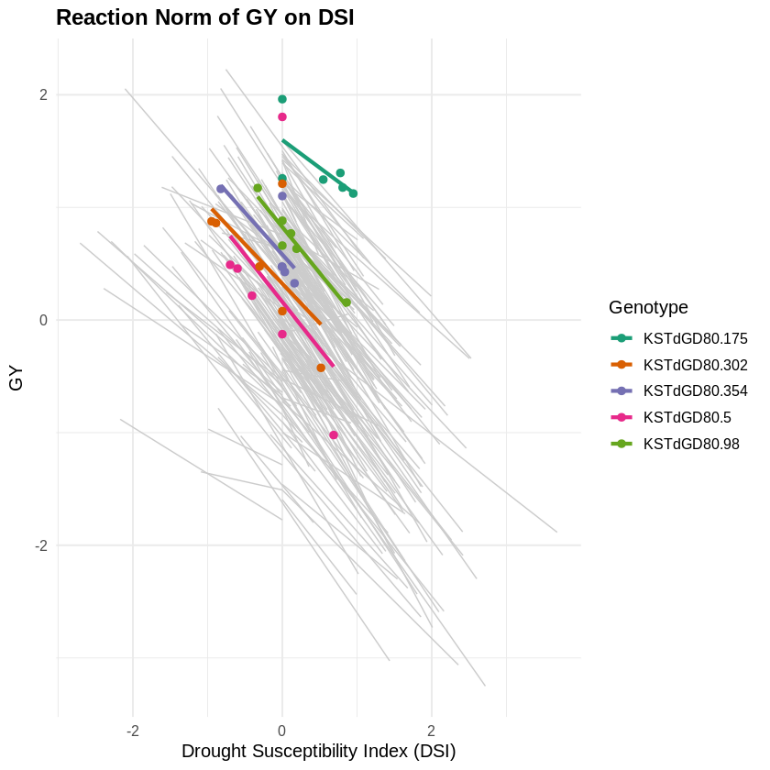 Reaction Norm of GY on DSI
2
0
-2
GY
-2
0
2
Drought Susceptibility Index (DSI)
Genotype
KSTdGD80.175
KSTdGD80.302
KSTdGD80.354
KSTdGD80.5
KSTdGD80.98